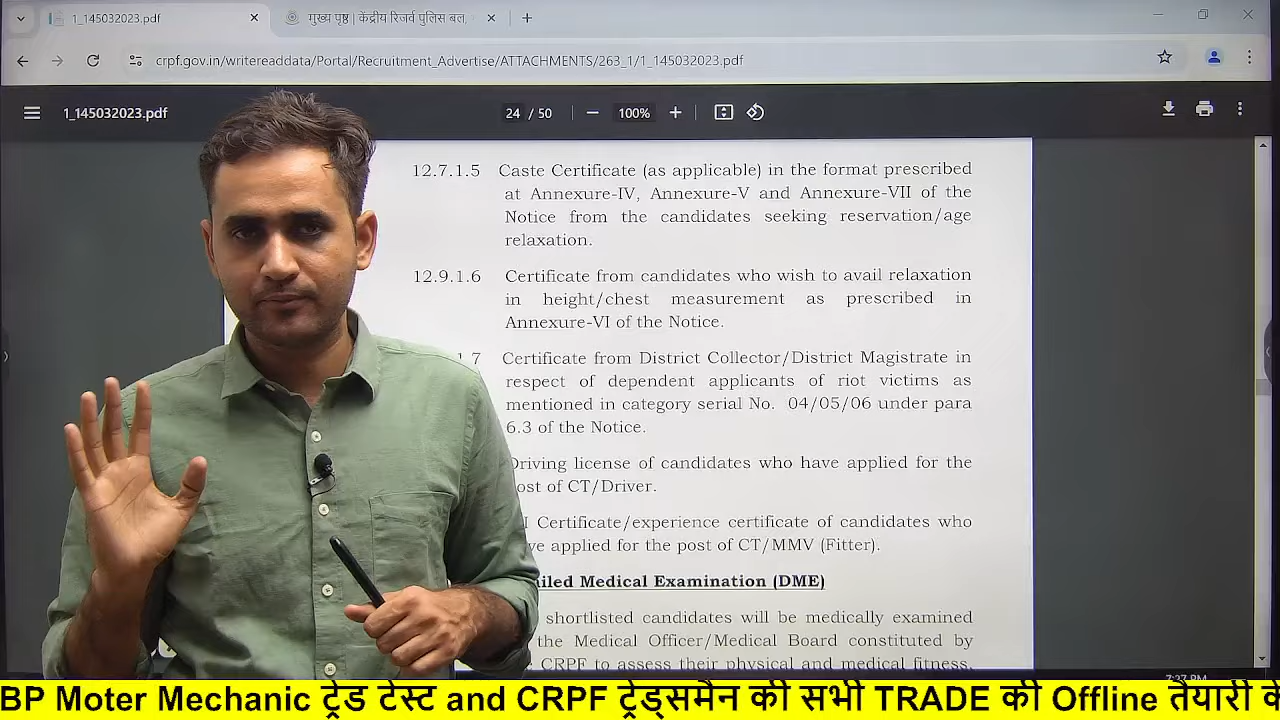 1_145032023.pdf
मुख्य पृष्ठ | केंद्रीय रिजर्व पुलिस बल,
crpf.gov.in/writereaddata/Portal/Recruitment_Advertise/ATTACHMENTS/263_1/1_145032023.pdf
1_145032023.pdf
24 / 50
100%
12.7.1.5 Caste Certificate (as applicable) in the format prescribed
at Annexure-IV, Annexure-V and Annexure-VII of the
Notice from the candidates seeking reservation/age
relaxation.
12.9.1.6 Certificate from candidates who wish to avail relaxation
in height/chest measurement as prescribed in
Annexure-VI of the Notice.
1.7 Certificate from District Collector/District Magistrate in
respect of dependent applicants of riot victims as
mentioned in category serial No. 04/05/06 under para
6.3 of the Notice.
Driving license of candidates who have applied for the
ost of CT/Driver.
I Certificate/experience certificate of candidates who
ve applied for the post of CT/MMV (Fitter).
iled Medical Examination (DME)
shortlisted candidates will be medically examined
the Medical Officer/Medical Board constituted by
CRPF to assess their physical and medical fitness.
7:27 PM
BP Moter Mechanic ट्रेड टेस्ट and CRPF ट्रेड्समैन की सभी TRADE की Offline तैयारी के